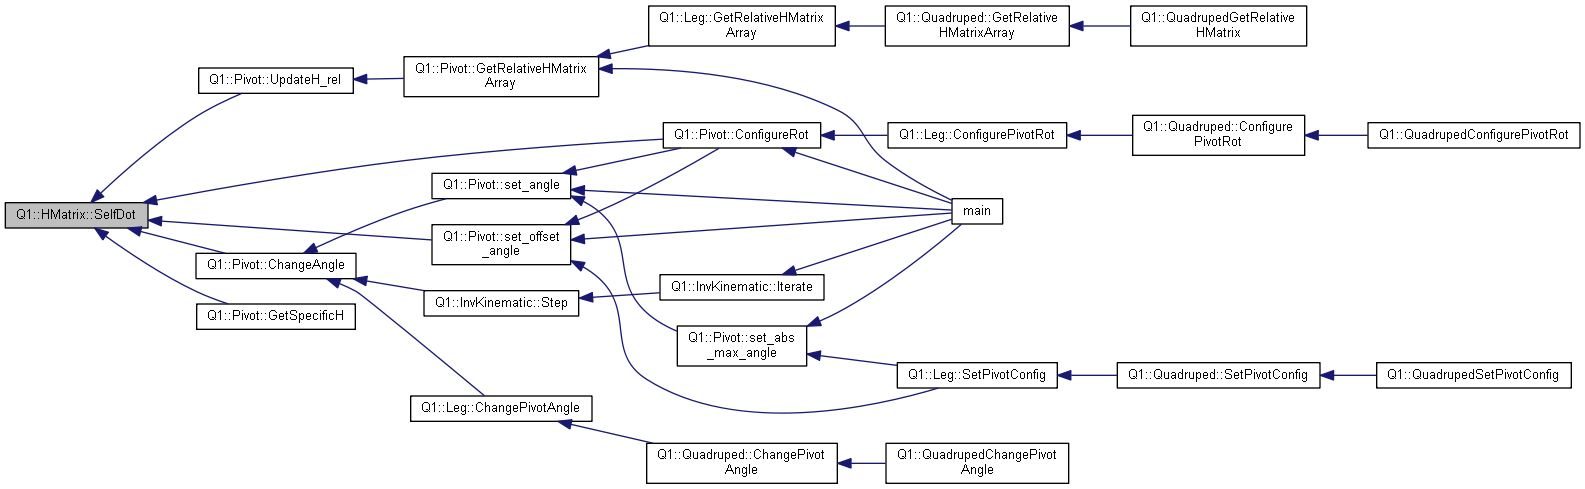 Q1::Leg::GetRelativeHMatrix
Array
Q1::Quadruped::GetRelative
HMatrixArray
Q1::QuadrupedGetRelative
HMatrix
Q1::Pivot::UpdateH_rel
Q1::Pivot::GetRelativeHMatrix
Array
Q1::Pivot::ConfigureRot
Q1::Leg::ConfigurePivotRot
Q1::Quadruped::Configure
PivotRot
Q1::QuadrupedConfigurePivotRot
Q1::Pivot::set_angle
Q1::HMatrix::SelfDot
main
Q1::Pivot::set_offset
_angle
Q1::Pivot::ChangeAngle
Q1::InvKinematic::Step
Q1::InvKinematic::Iterate
Q1::Pivot::GetSpecificH
Q1::Pivot::set_abs
_max_angle
Q1::Leg::SetPivotConfig
Q1::Quadruped::SetPivotConfig
Q1::QuadrupedSetPivotConfig
Q1::Leg::ChangePivotAngle
Q1::Quadruped::ChangePivot
Angle
Q1::QuadrupedChangePivot
Angle